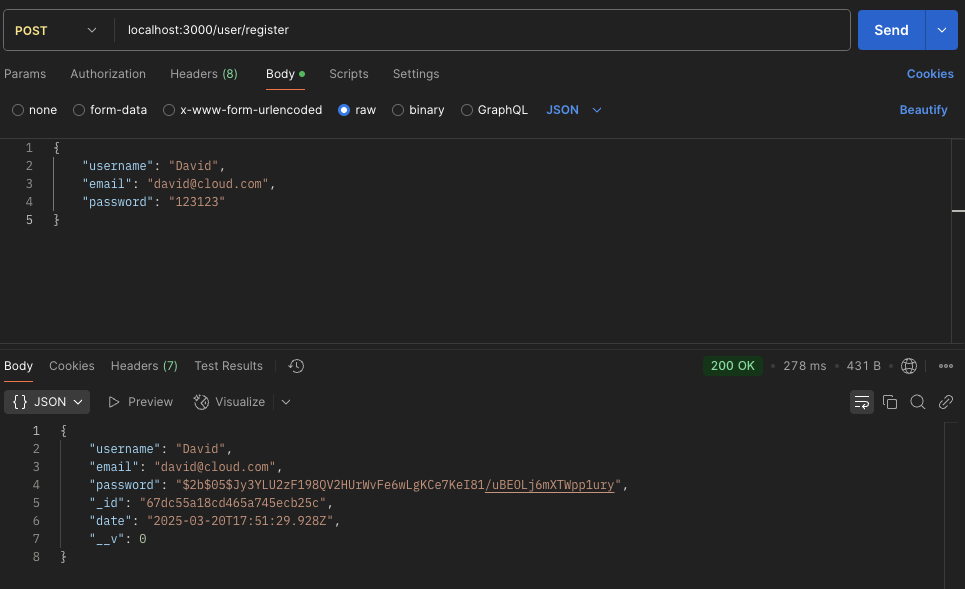 POST localhost:3000/user/register Send
Params Authorization Headers (8) Body Scripts Settings Cookies
none form-data x-www-form-urlencoded raw binary GraphQL JSON Beautify
1 {
2 "username": "David",
3 "email": "david@cloud.com",
4 "password": "123123"
5 }
Body Cookies Headers (7) Test Results 200 OK • 278 ms • 431 B •
{ } JSON Preview Visualize
1 {
2 "username": "David",
3 "email": "david@cloud.com",
4 "password": "$2b$05$Jy3YLU2zF198QV2HUrWvFe6wLgKCe7KeI81/uBEOLj6mXTWpp1ury",
5 "_id": "67dc55a18cd465a745ecb25c",
6 "date": "2025-03-20T17:51:29.928Z",
7 "__v": 0
8 }